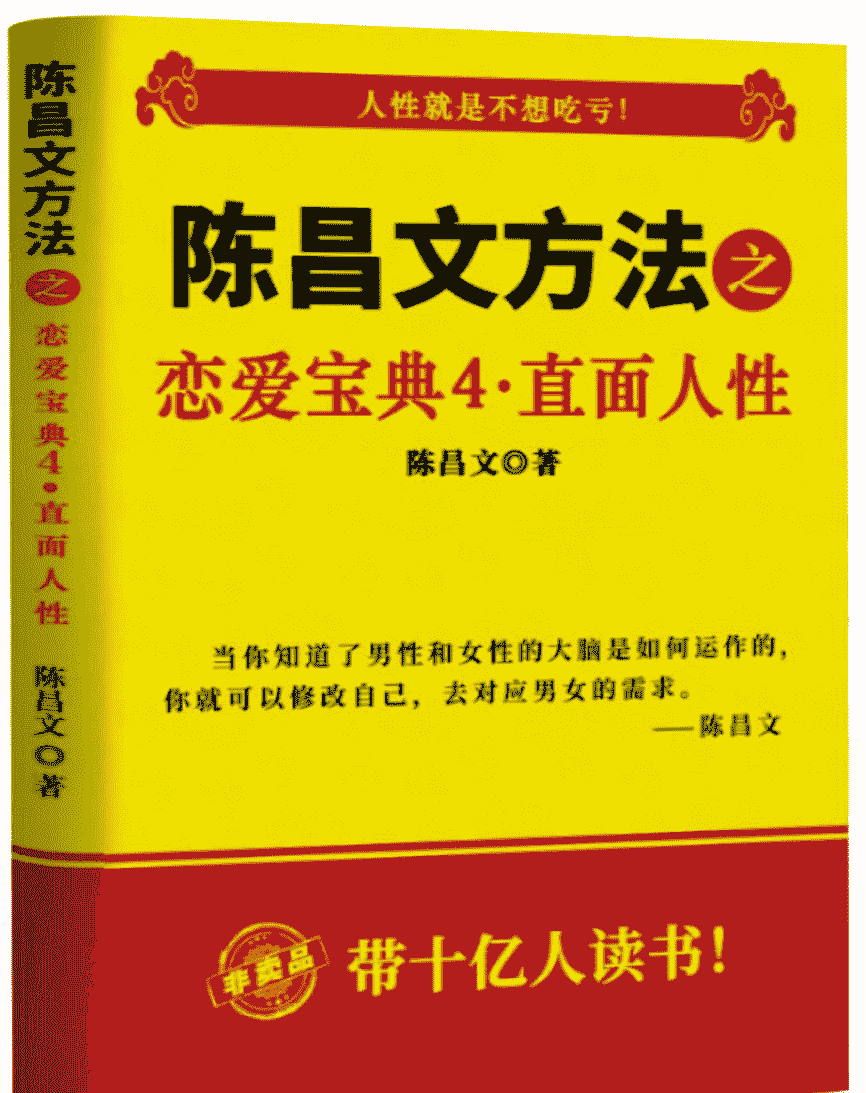 人性就是不想吃亏!
陈昌文方法之
恋爱宝典4·直面人性
陈昌文◎著
当你知道了男性和女性的大脑是如何运作的,
你就可以修改自己,去对应男女的需求。
——陈昌文
非卖品
带十亿人读书!
陈昌文方法之恋爱宝典4·直面人性 陈昌文◎著